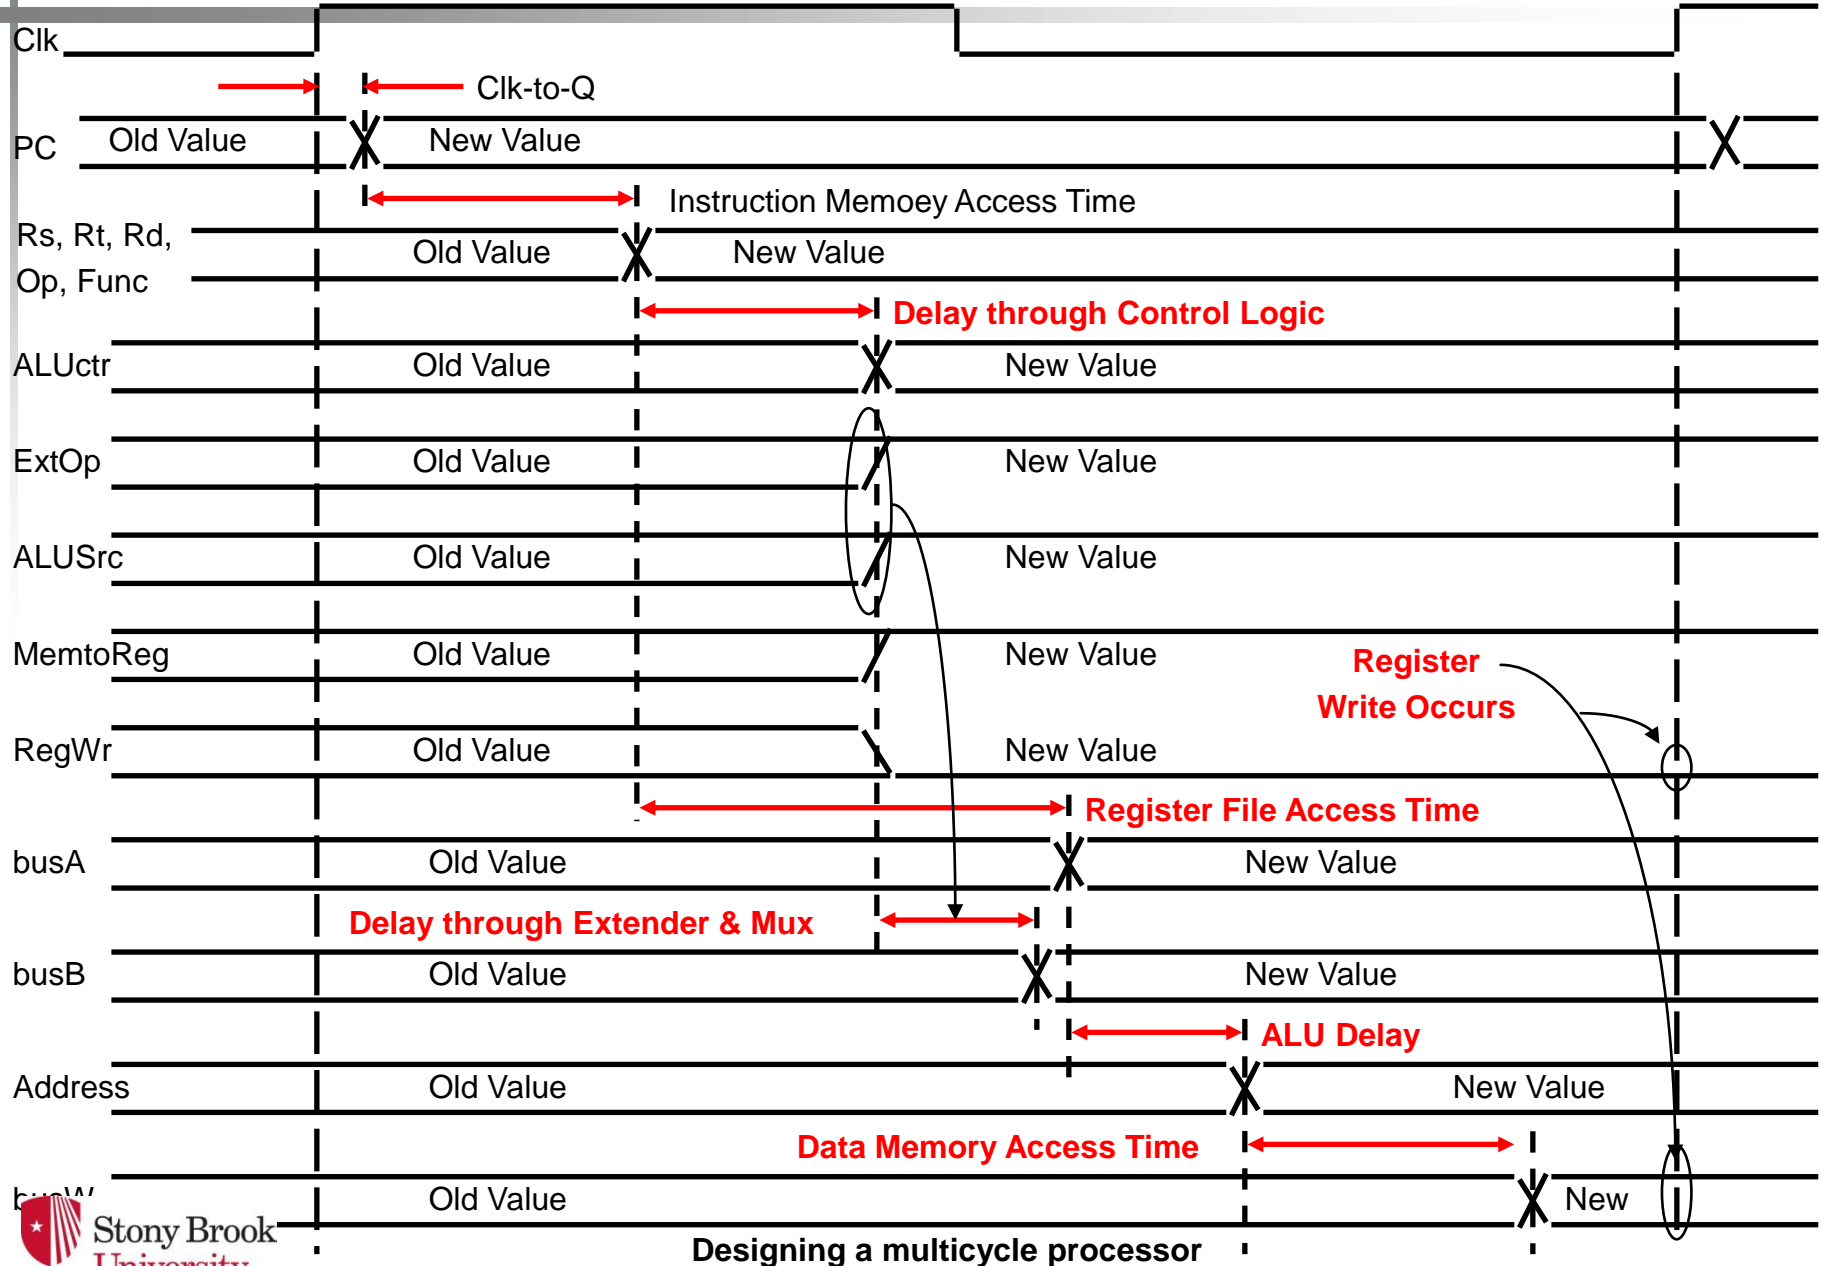 Clk
Clk-to-Q
PC Old Value New Value
Instruction Memoey Access Time
Rs, Rt, Rd,
Op, Func
Old Value New Value
Delay through Control Logic
ALUctr Old Value New Value
ExtOp Old Value New Value
ALUSrc Old Value New Value
MemtoReg Old Value New Value
Register
Write Occurs
RegWr Old Value New Value
Register File Access Time
busA Old Value New Value
Delay through Extender & Mux
busB Old Value New Value
ALU Delay
Address Old Value New Value
Data Memory Access Time
busW Old Value New
Stony Brook
University
Designing a multicycle processor